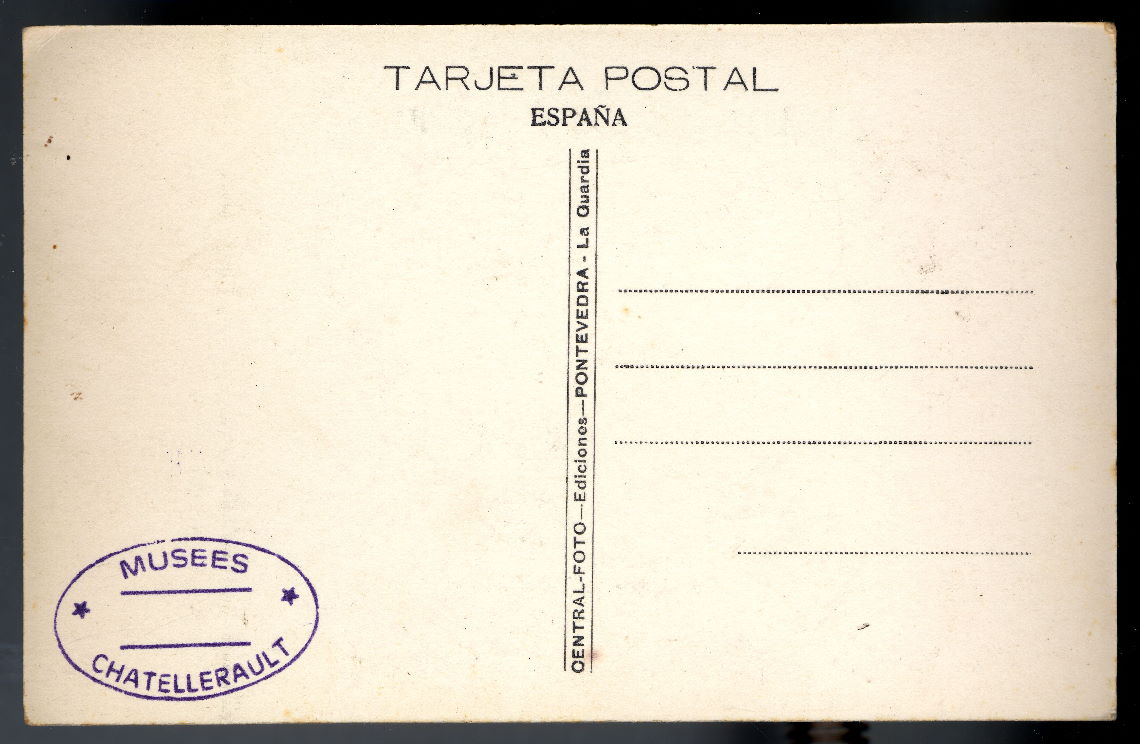 TARJETA POSTAL
ESPAÑA
CENTRAL-FOTO—Ediciones—PONTEVEDRA - La Guardia
MUSEES
CHATELLERAULT